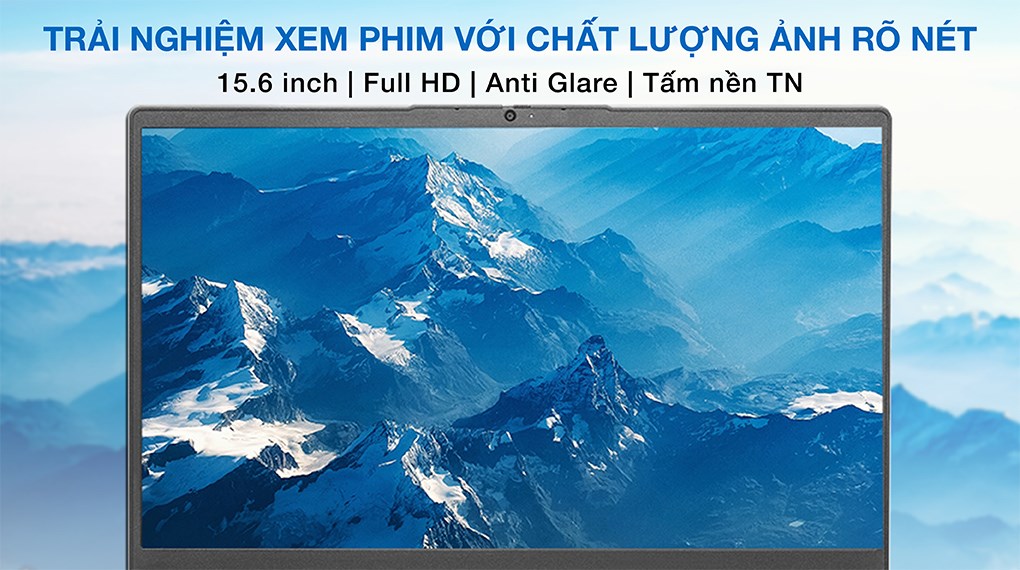 TRẢI NGHIỆM XEM PHIM VỚI CHẤT LƯỢNG ẢNH RÕ NÉT
15.6 inch | Full HD | Anti Glare | Tấm nền TN